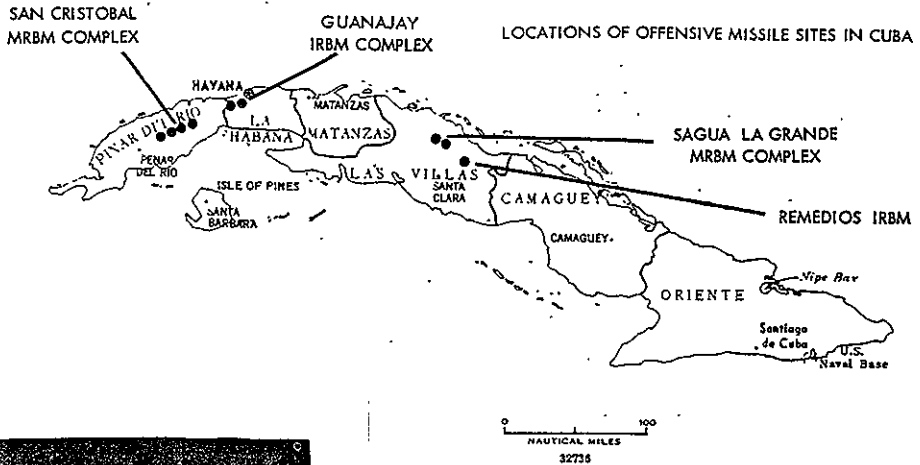 SAN CRISTOBAL
MRBM COMPLEX
GUANAJAY
IRBM COMPLEX
LOCATIONS OF OFFENSIVE MISSILE SITES IN CUBA
HAVANA
MATANZAS
PINAR DEL RIO
LA
HABANA
MATANZAS
SAGUA LA GRANDE
MRBM COMPLEX
PENAR
DEL RIO
LAS VILLAS
ISLE OF PINES
SANTA
CLARA
CAMAGUEY
SANTA
BARBARA
REMEDIOS IRBM
CAMAGUEY
Nipe Bay
ORIENTE
Santiago
de Cuba
U.S.
Naval Base
0 100
NAUTICAL MILES
32736